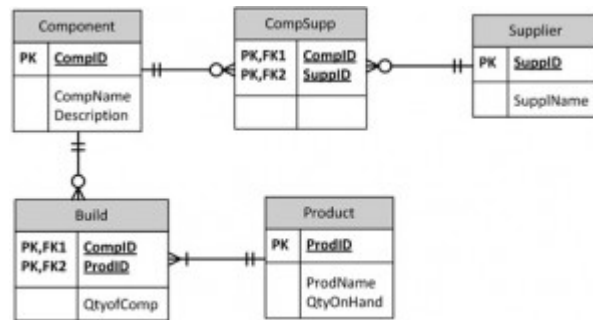 Component
PK CompID
CompName
Description
CompSupp
PK,FK1 CompID
PK,FK2 SuppID
Supplier
PK SuppID
SupplName
Build
PK,FK1 CompID
PK,FK2 ProdID
QtyofComp
Product
PK ProdID
ProdName
QtyOnHand